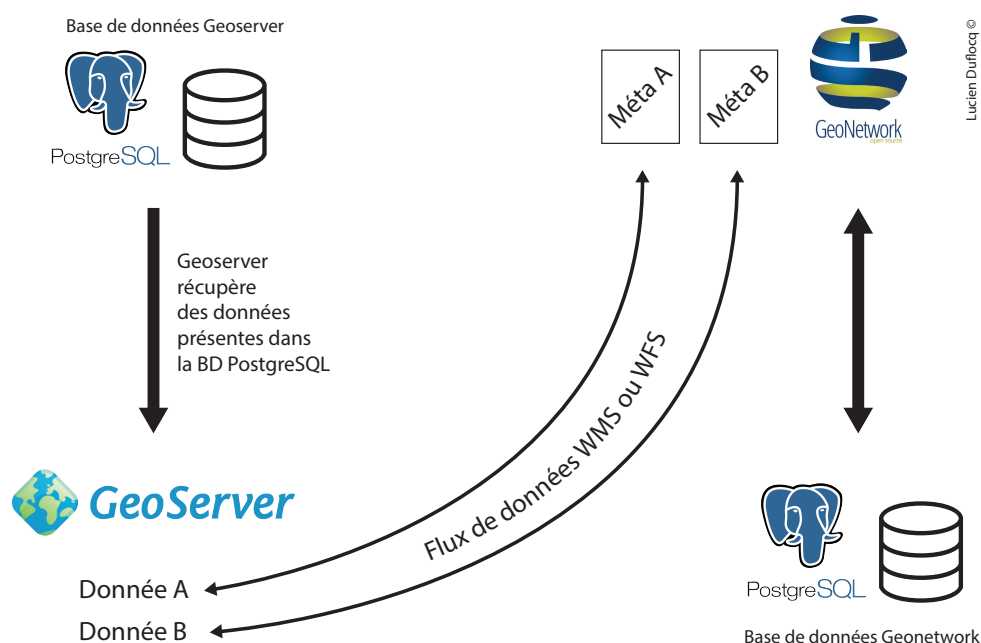 Base de données Geoserver
PostgreSQL
Geoserver
récupère
des données
présentes dans
la BD PostgreSQL
GeoServer
Donnée A
Donnée B
Flux de données WMS ou WFS
Méta A
Méta B
GeoNetwork
open source
Lucien Duflocq ©
PostgreSQL
Base de données Geonetwork